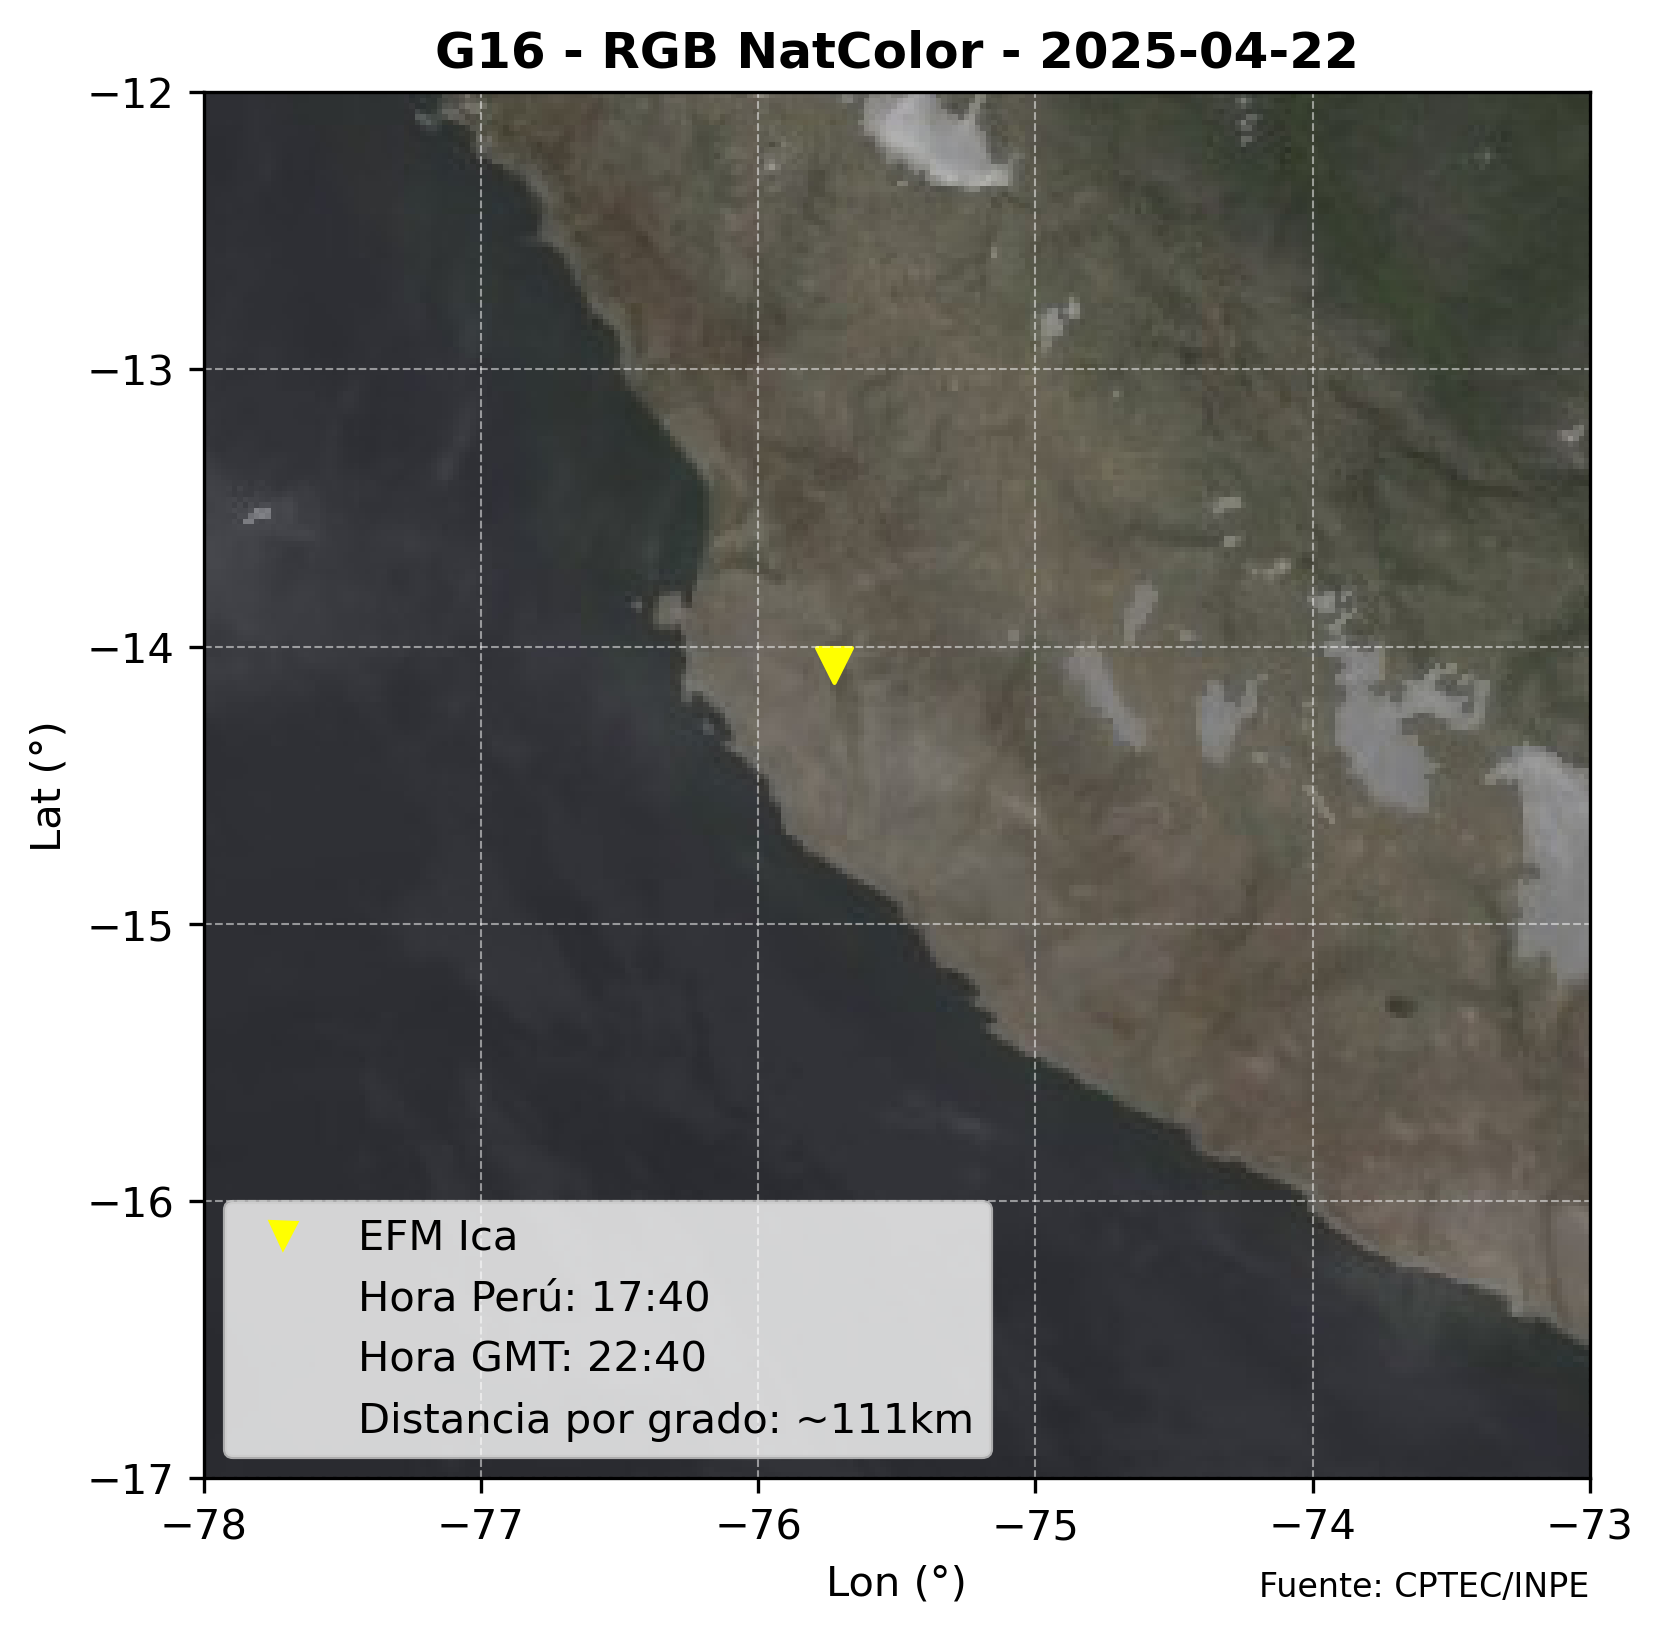 G16 - RGB NatColor - 2025-04-22
−12
−13
−14
−15
−16
−17
Lat (°)
EFM Ica
Hora Perú: 17:40
Hora GMT: 22:40
Distancia por grado: ~111km
−78 −77 −76 −75 −74 −73
Lon (°)
Fuente: CPTEC/INPE